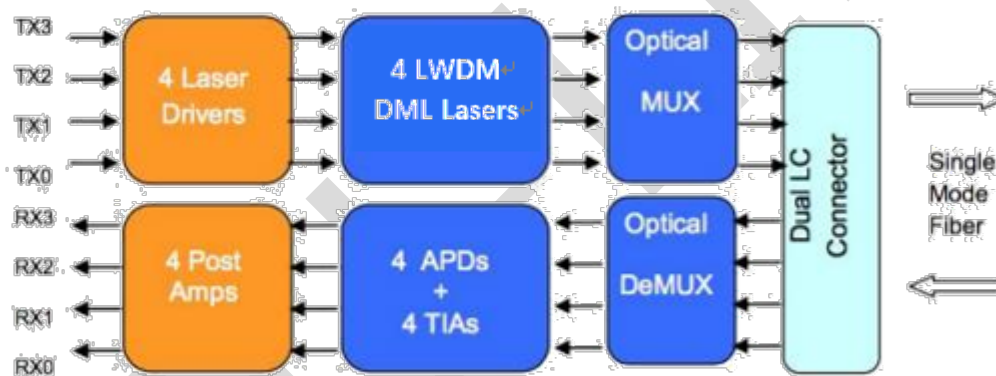 TX3
TX2
TX1
TX0
4 Laser
Drivers
4 LWDM↵
DML Lasers↵
Optical
MUX
RX3
RX2
RX1
RX0
4 Post
Amps
4 APDs
+
4 TIAs
Optical
DeMUX
Dual LC
Connector
Single
Mode
Fiber